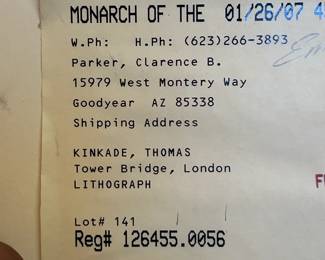 MONARCH OF THE 01/26/07
W.Ph: H.Ph: (623)266-3893
Parker, Clarence B.
15979 West Montery Way
Goodyear AZ 85338
Shipping Address
KINKADE, THOMAS
Tower Bridge, London
LITHOGRAPH
Lot# 141
Reg# 126455.0056